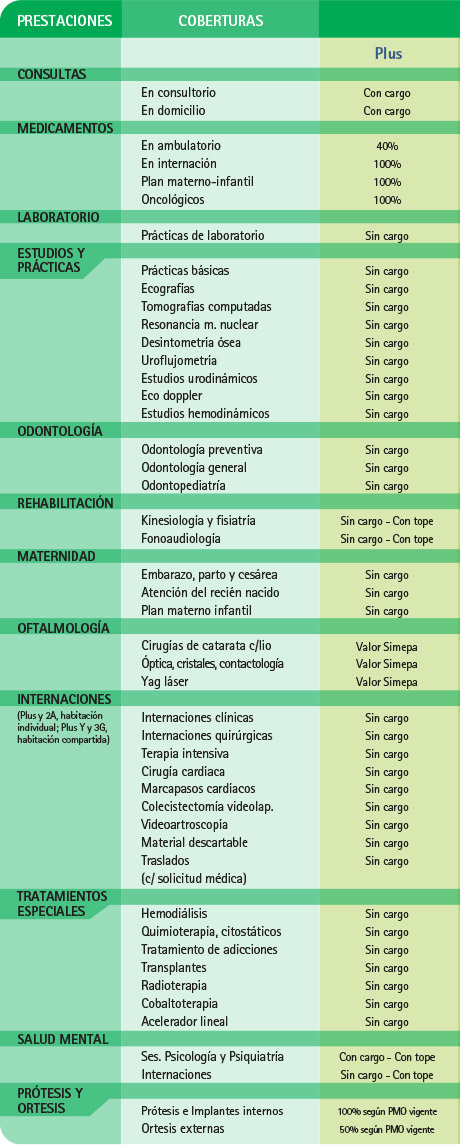 PRESTACIONES COBERTURAS
Plus
CONSULTAS
En consultorio Con cargo
En domicilio Con cargo
MEDICAMENTOS
En ambulatorio 40%
En internación 100%
Plan materno-infantil 100%
Oncológicos 100%
LABORATORIO
Prácticas de laboratorio Sin cargo
ESTUDIOS Y
PRÁCTICAS
Prácticas básicas Sin cargo
Ecografías Sin cargo
Tomografías computadas Sin cargo
Resonancia m. nuclear Sin cargo
Desintometría ósea Sin cargo
Uroflujometría Sin cargo
Estudios urodinámicos Sin cargo
Eco doppler Sin cargo
Estudios hemodinámicos Sin cargo
ODONTOLOGÍA
Odontología preventiva Sin cargo
Odontología general Sin cargo
Odontopediatría Sin cargo
REHABILITACIÓN
Kinesiología y fisiatría Sin cargo - Con tope
Fonoaudiología Sin cargo - Con tope
MATERNIDAD
Embarazo, parto y cesárea Sin cargo
Atención del recién nacido Sin cargo
Plan materno infantil Sin cargo
OFTALMOLOGÍA
Cirugías de catarata c/lio Valor Simepa
Óptica, cristales, contactología Valor Simepa
Yag láser Valor Simepa
INTERNACIONES
(Plus y 2A, habitación
individual; Plus Y y 3G,
habitación compartida)
Internaciones clínicas Sin cargo
Internaciones quirúrgicas Sin cargo
Terapia intensiva Sin cargo
Cirugía cardiaca Sin cargo
Marcapasos cardíacos Sin cargo
Colecistectomía videolap. Sin cargo
Videoartroscopia Sin cargo
Material descartable Sin cargo
Traslados Sin cargo
(c/ solicitud médica)
TRATAMIENTOS
ESPECIALES
Hemodiálisis Sin cargo
Quimioterapia, citostáticos Sin cargo
Tratamiento de adicciones Sin cargo
Transplantes Sin cargo
Radioterapia Sin cargo
Cobaltoterapia Sin cargo
Acelerador lineal Sin cargo
SALUD MENTAL
Ses. Psicología y Psiquiatría Con cargo - Con tope
Internaciones Sin cargo - Con tope
PRÓTESIS Y
ORTESIS
Prótesis e Implantes internos 100% según PMO vigente
Ortesis externas 50% según PMO vigente